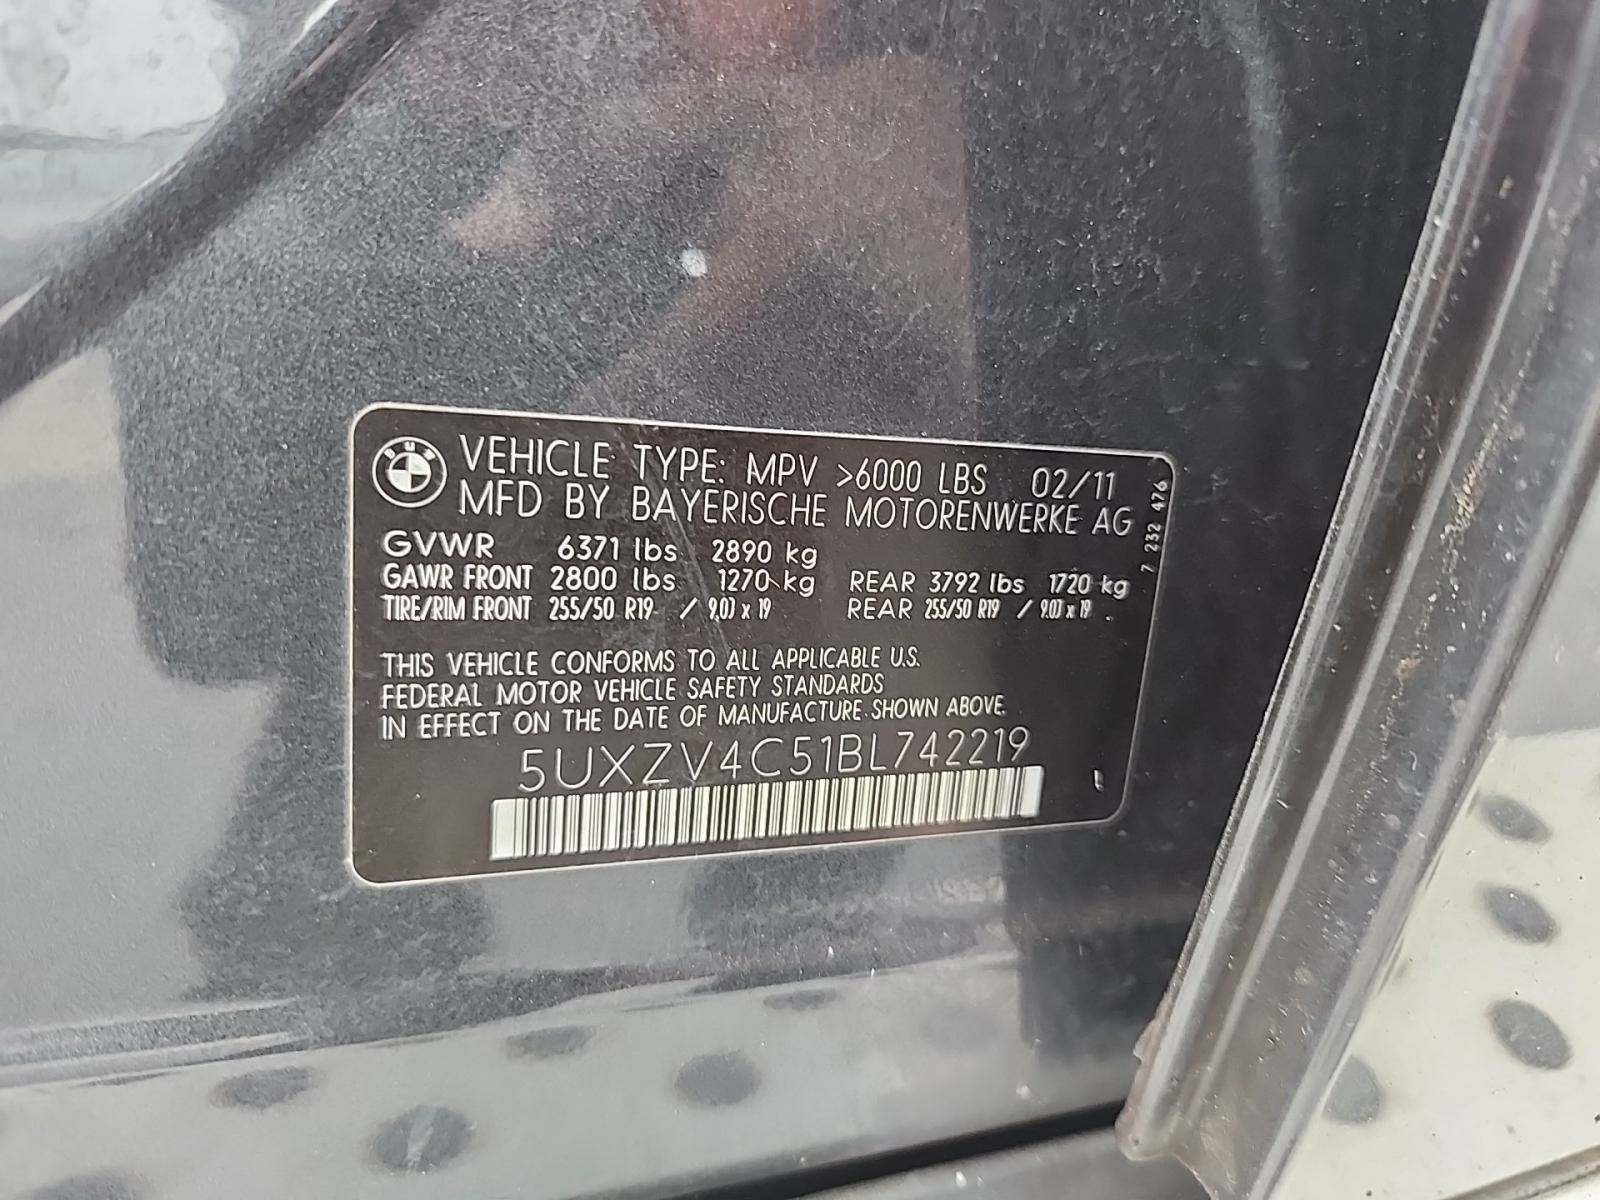 BMW
VEHICLE TYPE: MPV >6000 LBS 02/11
MFD BY BAYERISCHE MOTORENWERKE AG
GVWR 6371 lbs 2890 kg
GAWR FRONT 2800 lbs 1270 kg REAR 3792 lbs 1720 kg
TIRE/RIM FRONT 255/50 R19 / 9.0J x 19 REAR 255/50 R19 / 9.0J x 19
7 232 476
THIS VEHICLE CONFORMS TO ALL APPLICABLE U.S.
FEDERAL MOTOR VEHICLE SAFETY STANDARDS
IN EFFECT ON THE DATE OF MANUFACTURE SHOWN ABOVE.
5UXZV4C51BL742219